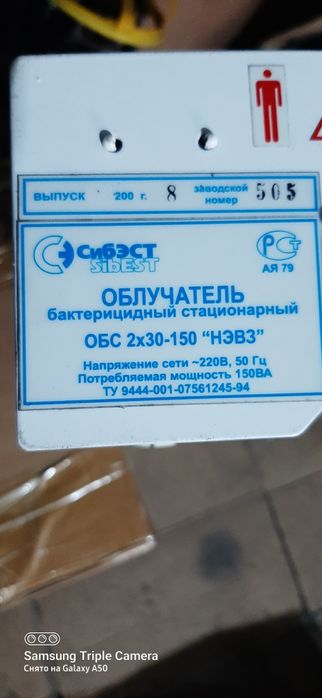 ВЫПУСК 200 г. 8 заводской номер 505
СибЭСТ
SibEST
РСТ
АЯ 79
ОБЛУЧАТЕЛЬ
бактерицидный стационарный
ОБС 2х30-150 "НЭВЗ"
Напряжение сети ~220В, 50 Гц
Потребляемая мощность 150ВА
ТУ 9444-001-07561245-94
Samsung Triple Camera
Снято на Galaxy A50